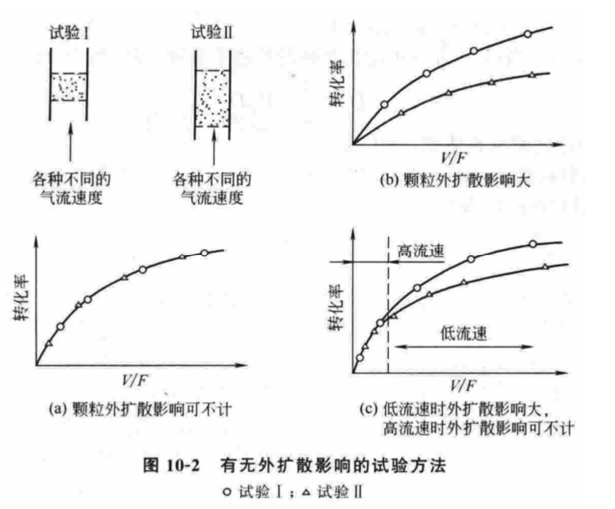 试验Ⅰ
试验Ⅱ
各种不同的
气流速度
各种不同的
气流速度
转化率
V/F
(b) 颗粒外扩散影响大
转化率
V/F
(a) 颗粒外扩散影响可不计
转化率
高流速
低流速
V/F
(c) 低流速时外扩散影响大,
高流速时外扩散影响可不计
图 10-2 有无外扩散影响的试验方法
○ 试验Ⅰ；△ 试验Ⅱ